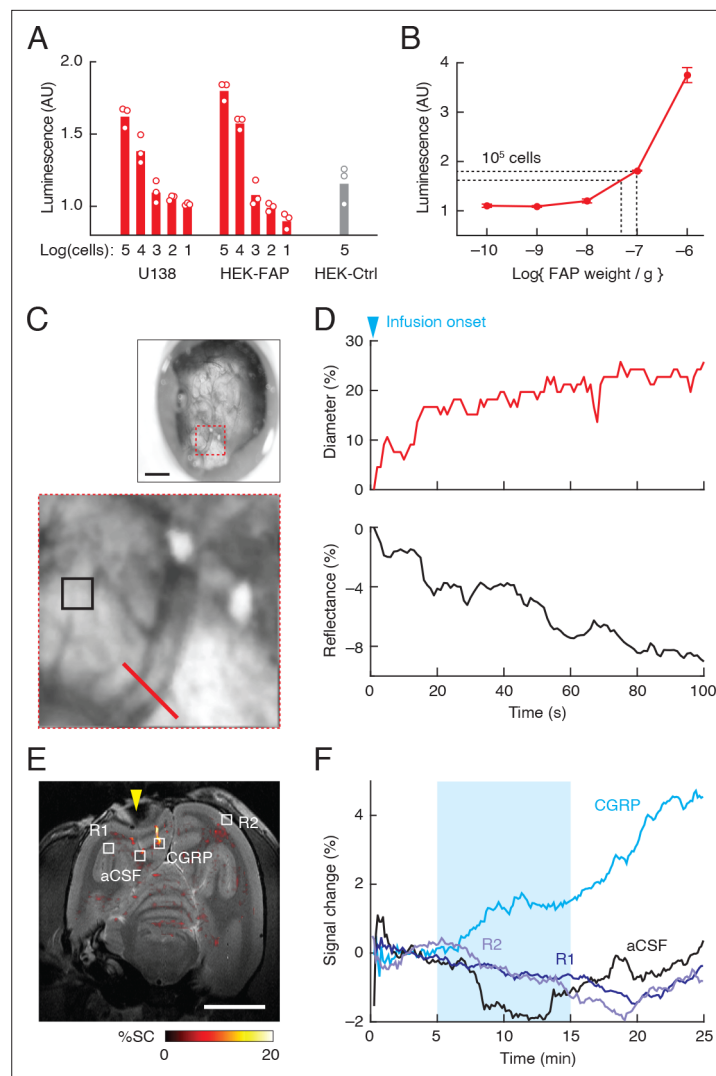 A
Luminescence (AU)
2.0
1.5
1.0
Log(cells): 5 4 3 2 1 5 4 3 2 1 5
U138 HEK-FAP HEK-Ctrl
B
Luminescence (AU)
4
3
2
1
10⁵ cells
−10 −9 −8 −7 −6
Log{ FAP weight / g }
C
D
Infusion onset
Diameter (%)
30
20
10
0
Reflectance (%)
0
−4
−8
0 20 40 60 80 100
Time (s)
E
R1
R2
aCSF
CGRP
%SC
0 20
F
Signal change (%)
4
2
0
−2
CGRP
R2
R1
aCSF
0 5 10 15 20 25
Time (min)